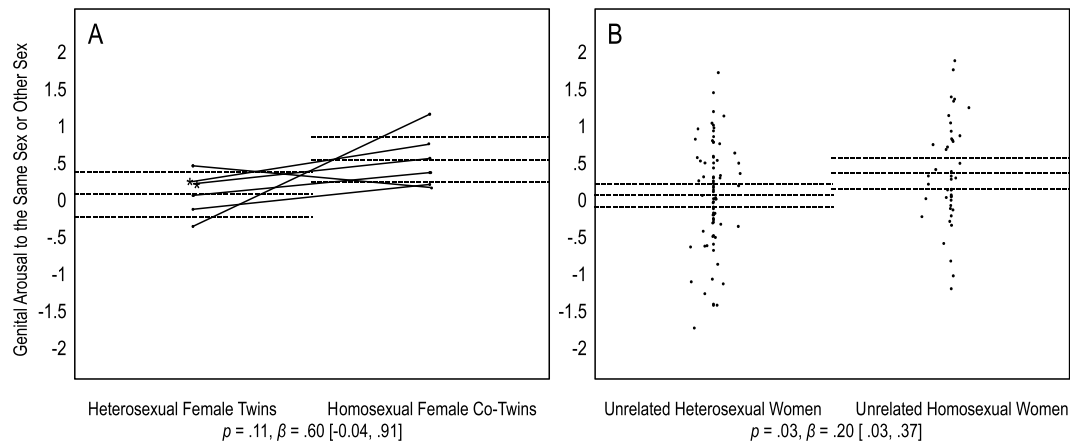 A
B
Genital Arousal to the Same Sex or Other Sex
2
1.5
1
.5
0
-.5
-1
-1.5
-2
2
1.5
1
.5
0
-.5
-1
-1.5
-2
* *
Heterosexual Female Twins
Homosexual Female Co-Twins
p = .11, β = .60 [-0.04, .91]
Unrelated Heterosexual Women
Unrelated Homosexual Women
p = .03, β = .20 [ .03, .37]